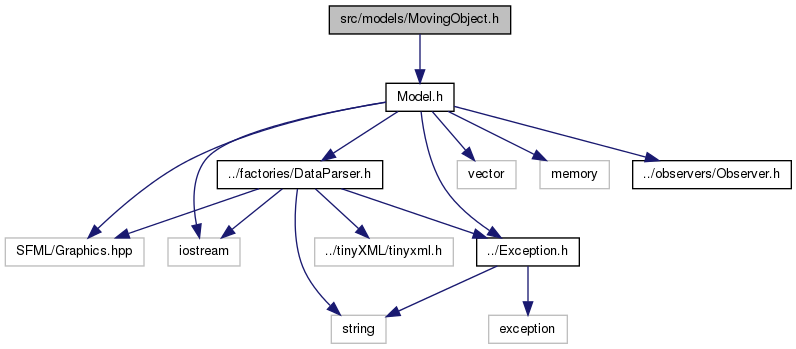 src/models/MovingObject.h
Model.h
../factories/DataParser.h
vector
memory
../observers/Observer.h
SFML/Graphics.hpp
iostream
../tinyXML/tinyxml.h
../Exception.h
string
exception